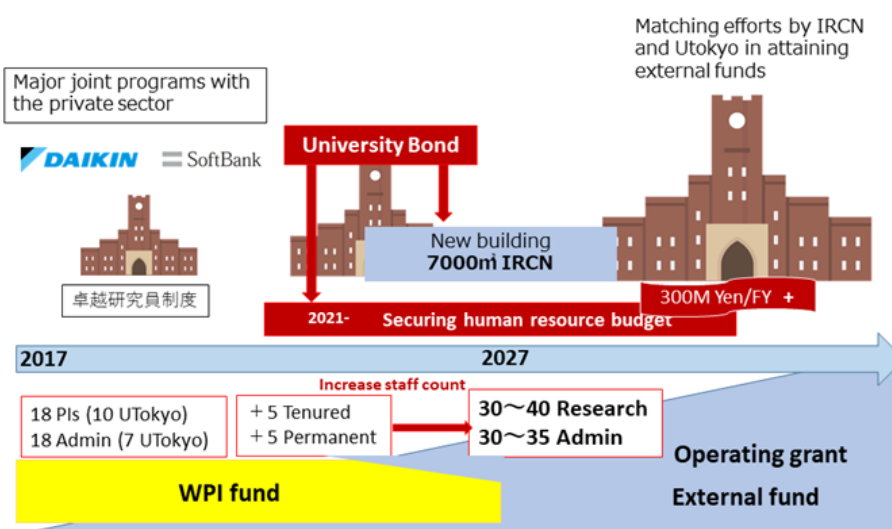 Matching efforts by IRCN
and Utokyo in attaining
external funds
Major joint programs with
the private sector
DAIKIN
SoftBank
University Bond
New building
7000㎡ IRCN
卓越研究員制度
300M Yen/FY +
2021- Securing human resource budget
2017
2027
Increase staff count
18 PIs (10 UTokyo)
18 Admin (7 UTokyo)
+5 Tenured
+5 Permanent
30～40 Research
30～35 Admin
Operating grant
WPI fund
External fund